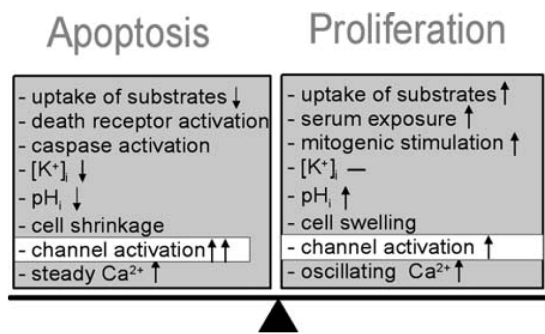 Apoptosis
- uptake of substrates ↓
- death receptor activation
- caspase activation
- [K⁺]ᵢ ↓
- pHᵢ ↓
- cell shrinkage
- channel activation ↑↑
- steady Ca²⁺ ↑
Proliferation
- uptake of substrates ↑
- serum exposure ↑
- mitogenic stimulation ↑
- [K⁺]ᵢ —
- pHᵢ ↑
- cell swelling
- channel activation ↑
- oscillating Ca²⁺ ↑